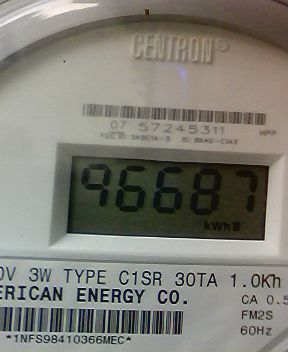 CENTRON®
07 57245311
96687
kWh
0V 3W TYPE C1SR 30TA 1.0Kh
ERICAN ENERGY CO.
CA 0.5
FM2S
60Hz
*1NFS98410366MEC*